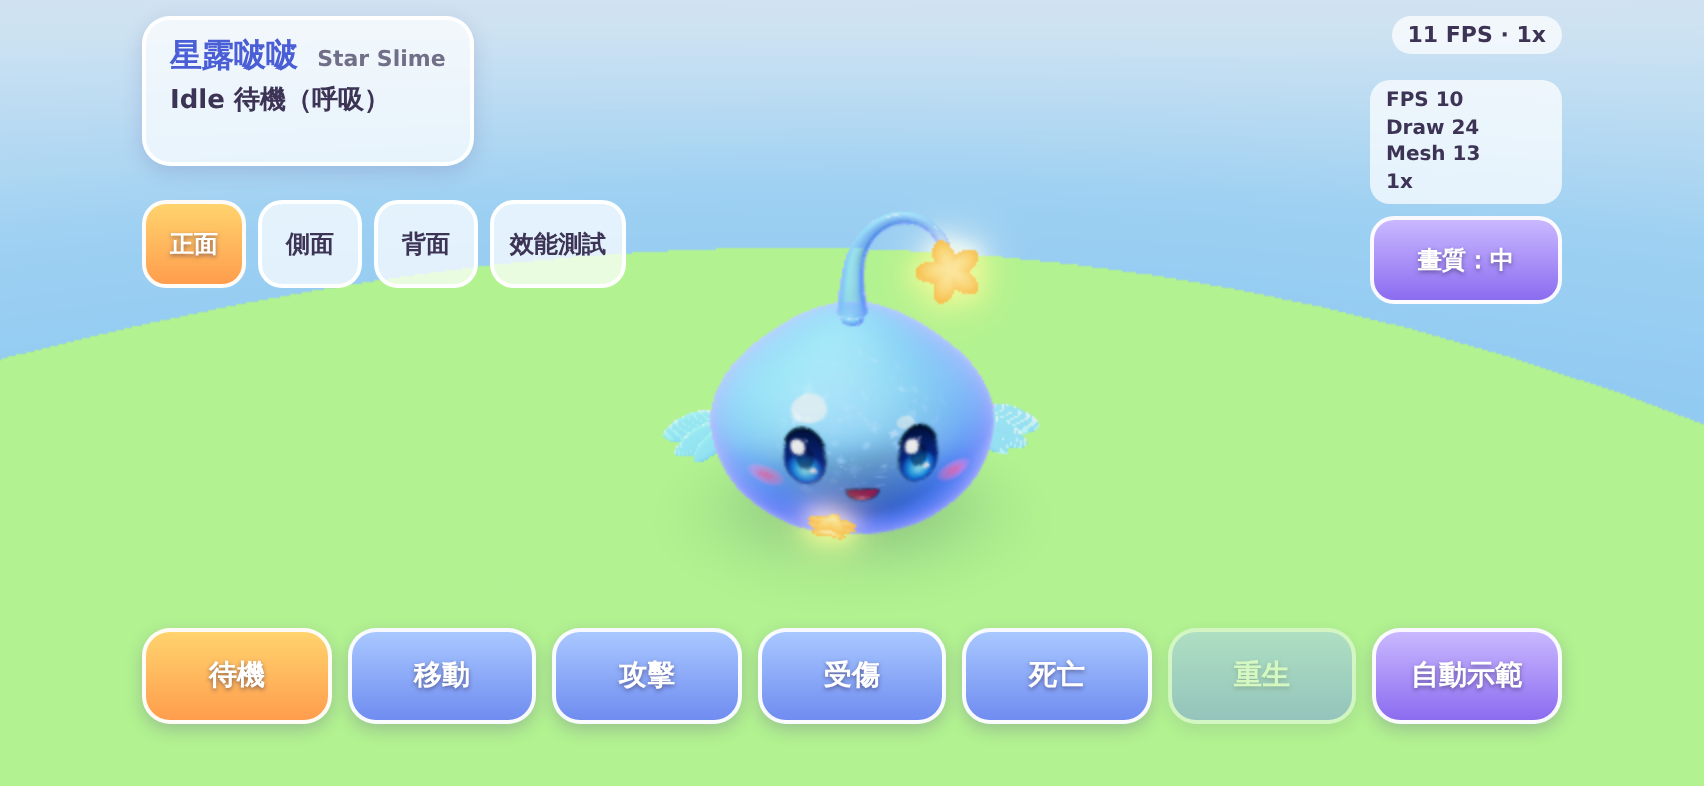 星露啵啵 Star Slime
Idle 待機（呼吸）
11 FPS · 1x
FPS 10
Draw 24
Mesh 13
1x
正面 側面 背面 效能測試
畫質：中
待機 移動 攻擊 受傷 死亡 重生 自動示範